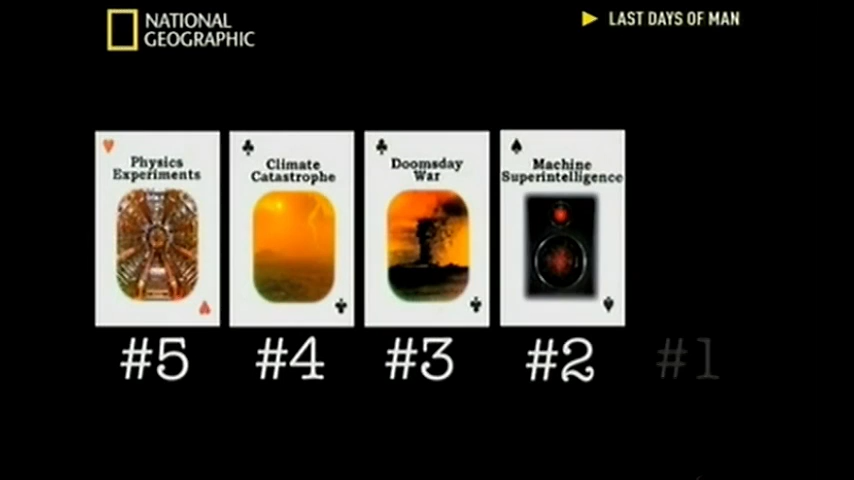 NATIONAL
GEOGRAPHIC
LAST DAYS OF MAN
Physics
Experiments
Climate
Catastrophe
Doomsday
War
Machine
Superintelligence
#5 #4 #3 #2 #1